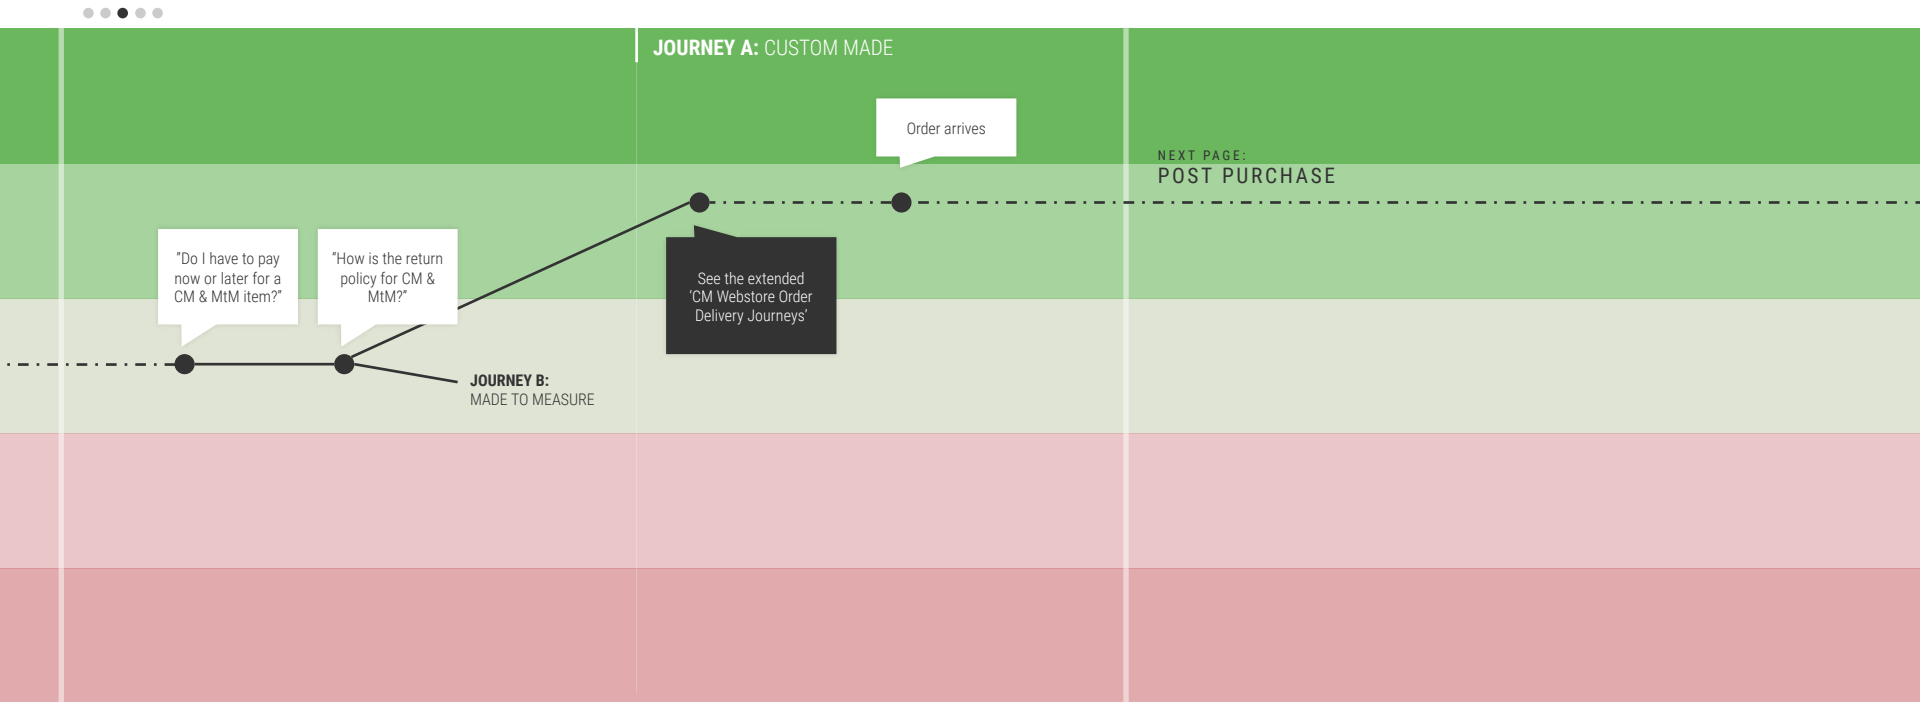 JOURNEY A: CUSTOM MADE
Order arrives
NEXT PAGE:
POST PURCHASE
"Do I have to pay
now or later for a
CM & MtM item?"
"How is the return
policy for CM &
MtM?"
See the extended
‘CM Webstore Order
Delivery Journeys’
JOURNEY B:
MADE TO MEASURE